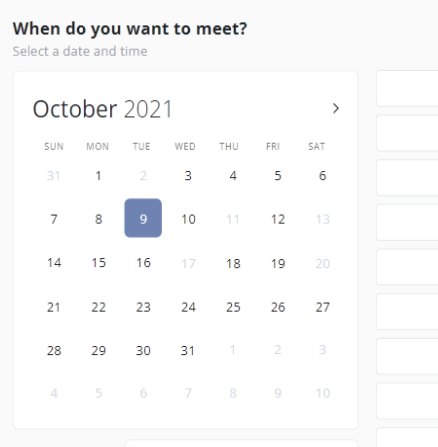 When do you want to meet?
Select a date and time
October 2021
SUN MON TUE WED THU FRI SAT
31 1 2 3 4 5 6
7 8 9 10 11 12 13
14 15 16 17 18 19 20
21 22 23 24 25 26 27
28 29 30 31 1 2 3
4 5 6 7 8 9 10